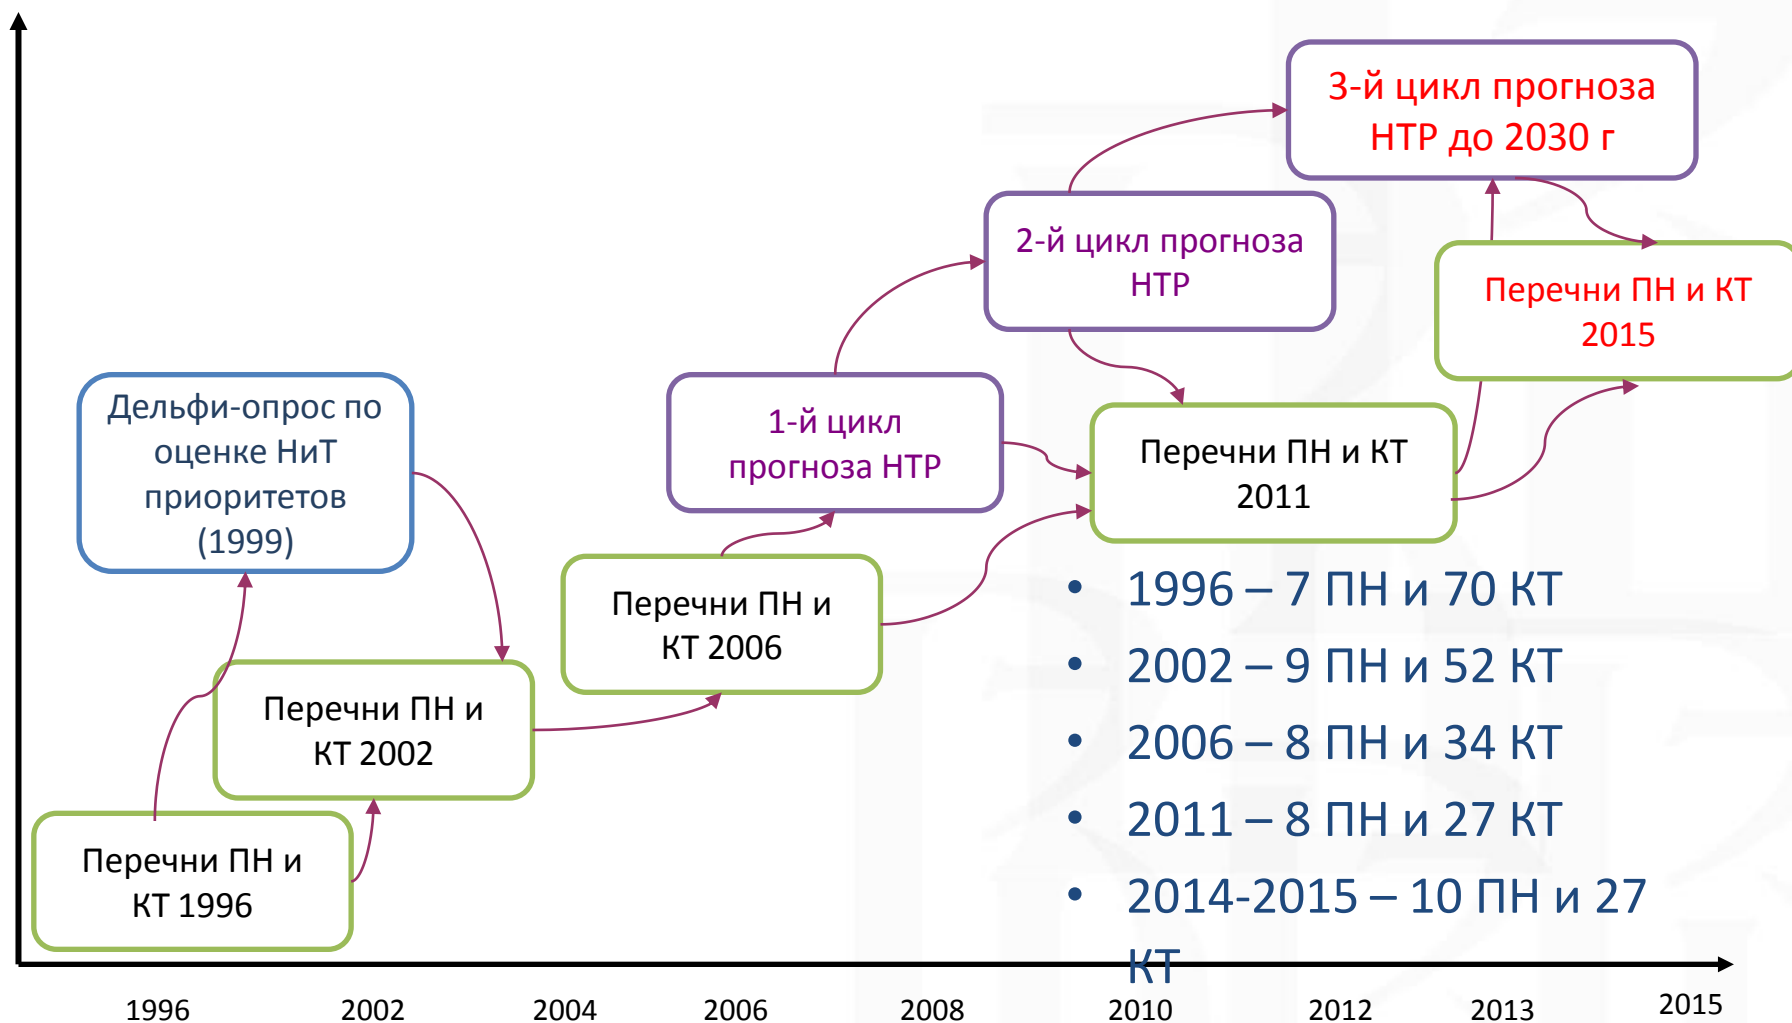 3-й цикл прогноза
НТР до 2030 г
2-й цикл прогноза
НТР
Перечни ПН и КТ
2015
Дельфи-опрос по
оценке НиТ
приоритетов
(1999)
1-й цикл
прогноза НТР
Перечни ПН и КТ
2011
Перечни ПН и
КТ 2006
Перечни ПН и
КТ 2002
Перечни ПН и
КТ 1996
• 1996 – 7 ПН и 70 КТ
• 2002 – 9 ПН и 52 КТ
• 2006 – 8 ПН и 34 КТ
• 2011 – 8 ПН и 27 КТ
• 2014-2015 – 10 ПН и 27
КТ
1996 2002 2004 2006 2008 2010 2012 2013 2015